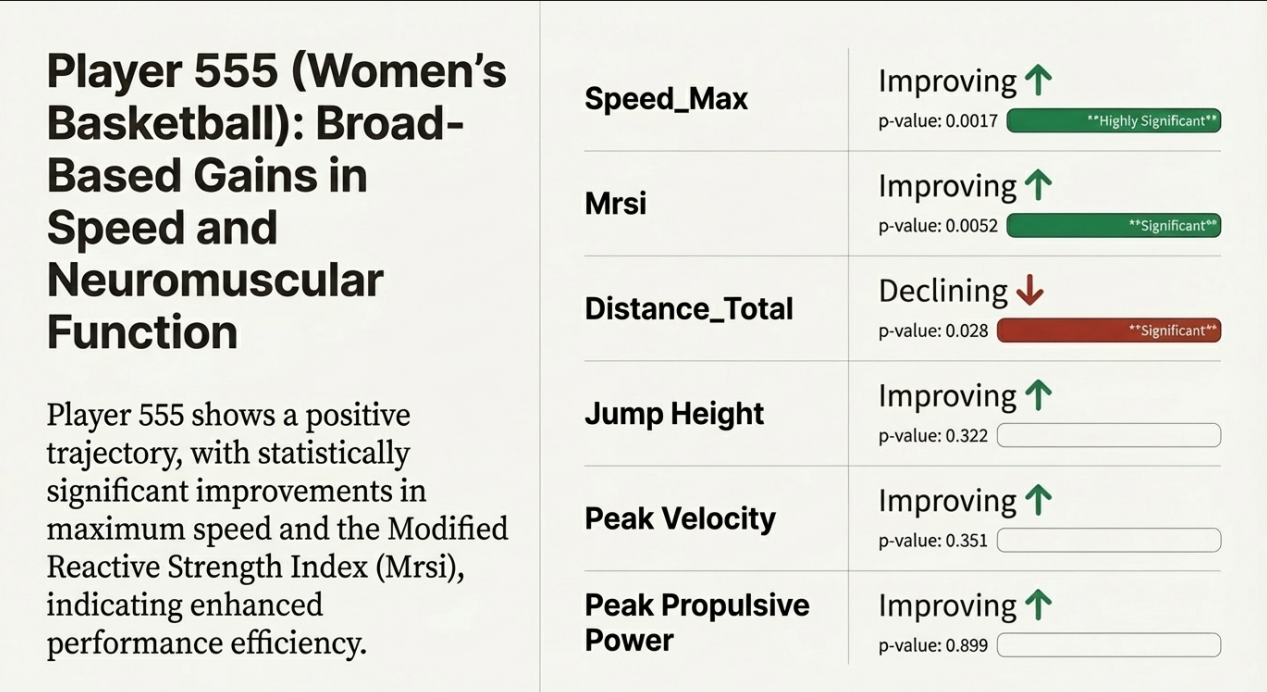 Player 555 (Women’s
Basketball): Broad-
Based Gains in
Speed and
Neuromuscular
Function
Player 555 shows a positive
trajectory, with statistically
significant improvements in
maximum speed and the Modified
Reactive Strength Index (Mrsi),
indicating enhanced
performance efficiency.
Speed_Max
Improving ↑
p-value: 0.0017 **Highly Significant**
Mrsi
Improving ↑
p-value: 0.0052 **Significant**
Distance_Total
Declining ↓
p-value: 0.028 **Significant**
Jump Height
Improving ↑
p-value: 0.322
Peak Velocity
Improving ↑
p-value: 0.351
Peak Propulsive
Power
Improving ↑
p-value: 0.899